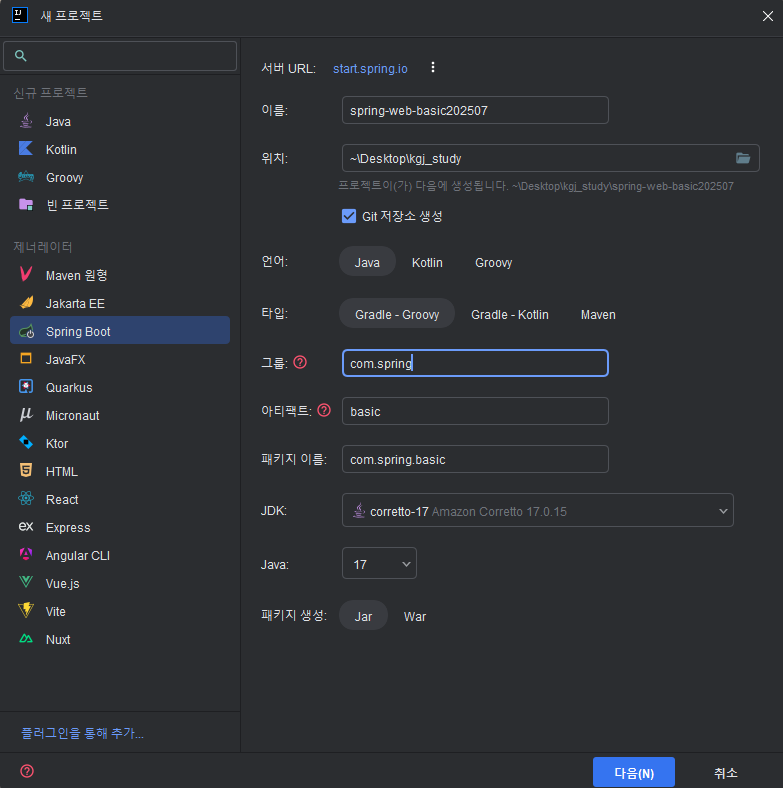 새 프로젝트
신규 프로젝트
Java
Kotlin
Groovy
빈 프로젝트
제너레이터
Maven 원형
Jakarta EE
Spring Boot
JavaFX
Quarkus
Micronaut
Ktor
HTML
React
Express
Angular CLI
Vue.js
Vite
Nuxt
플러그인을 통해 추가...
서버 URL: start.spring.io
이름: spring-web-basic202507
위치: ~\Desktop\kgj_study
프로젝트이(가) 다음에 생성됩니다. ~\Desktop\kgj_study\spring-web-basic202507
Git 저장소 생성
언어: Java Kotlin Groovy
타입: Gradle - Groovy Gradle - Kotlin Maven
그룹: com.spring
아티팩트: basic
패키지 이름: com.spring.basic
JDK: corretto-17 Amazon Corretto 17.0.15
Java: 17
패키지 생성: Jar War
다음(N) 취소